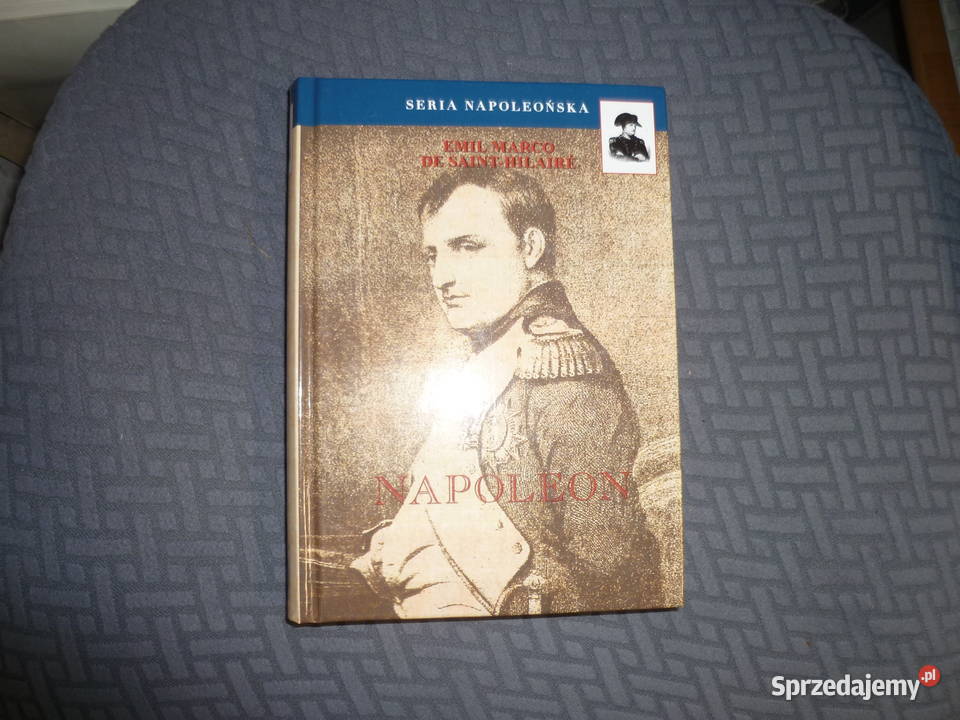 SERIA NAPOLEOŃSKA
EMIL MARCO
DE SAINT-HILAIRE
NAPOLEON
Sprzedajemy.pl